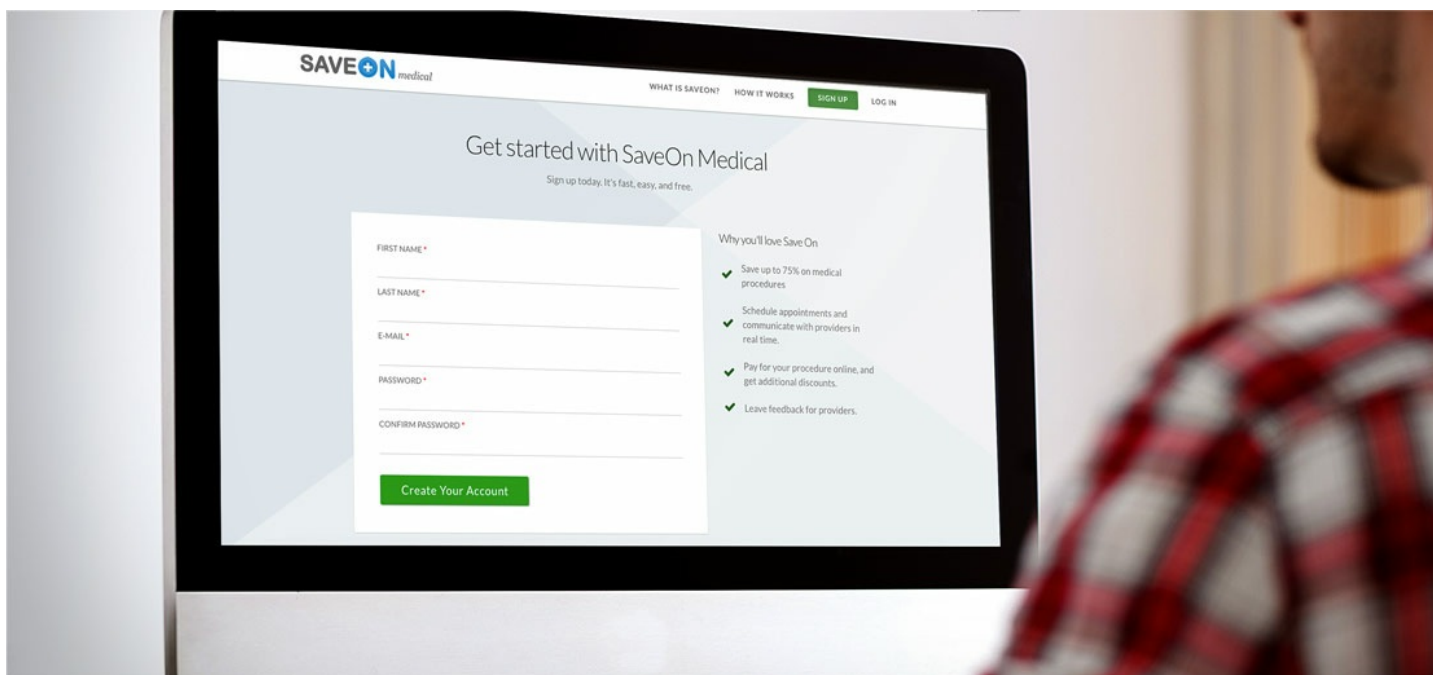 SAVEON medical
WHAT IS SAVEON? HOW IT WORKS SIGN UP LOG IN
Get started with SaveOn Medical
Sign up today. It's fast, easy, and free.
FIRST NAME *
LAST NAME *
E-MAIL *
PASSWORD *
CONFIRM PASSWORD *
Create Your Account
Why you'll love Save On
Save up to 75% on medical
procedures
Schedule appointments and
communicate with providers in
real time.
Pay for your procedure online, and
get additional discounts.
Leave feedback for providers.